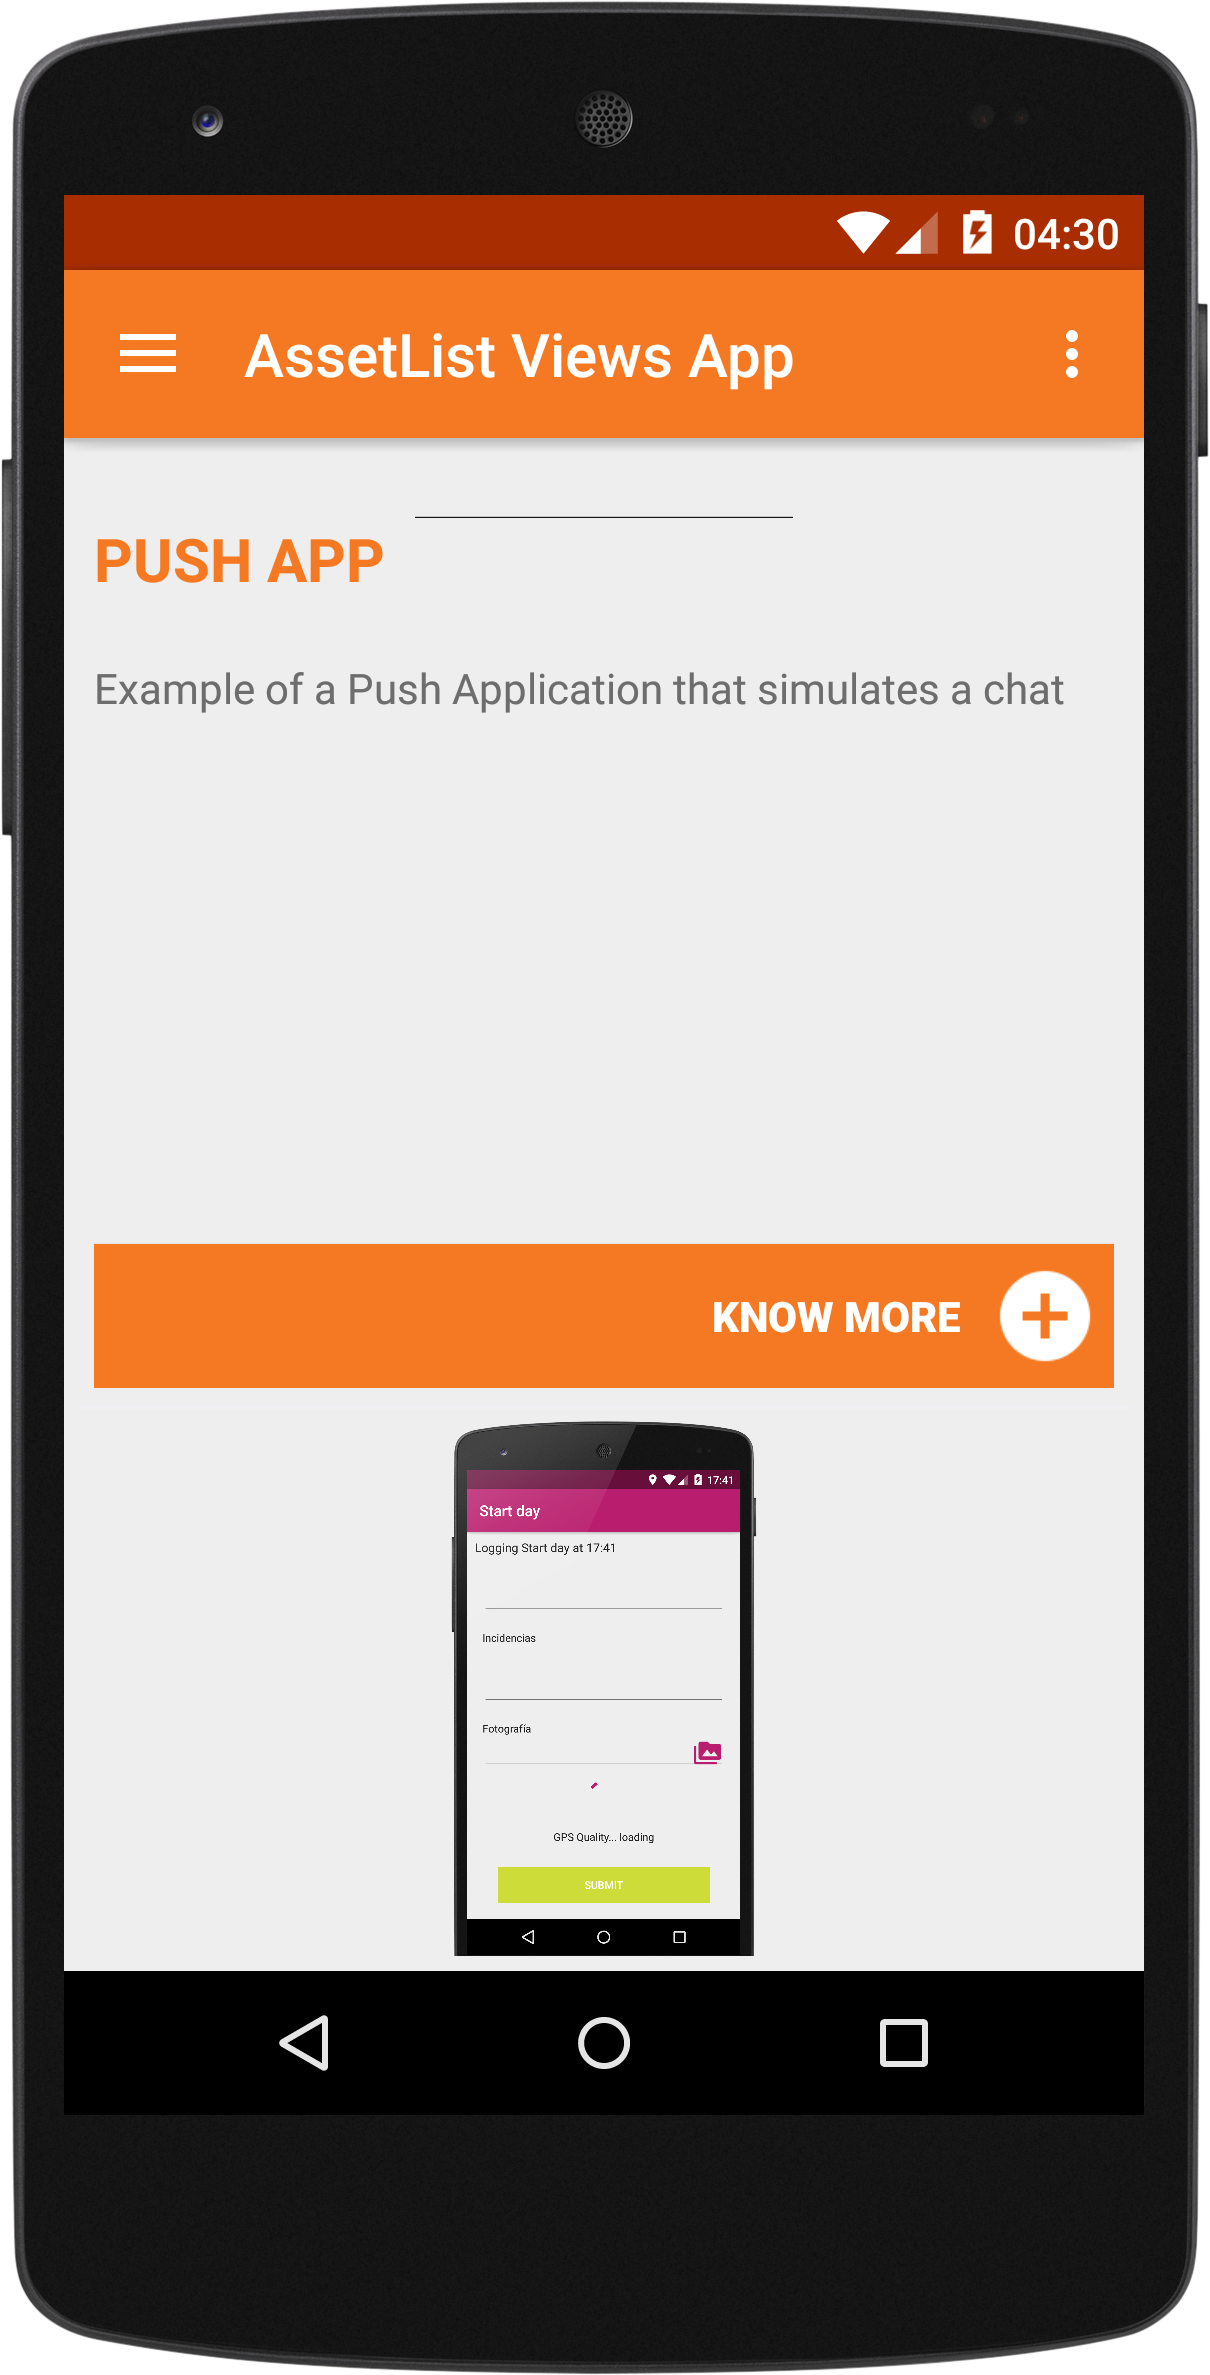 04:30
AssetList Views App
PUSH APP
Example of a Push Application that simulates a chat
KNOW MORE
17:41
Start day
Logging Start day at 17:41
Incidencias
Fotografía
GPS Quality... loading
SUBMIT